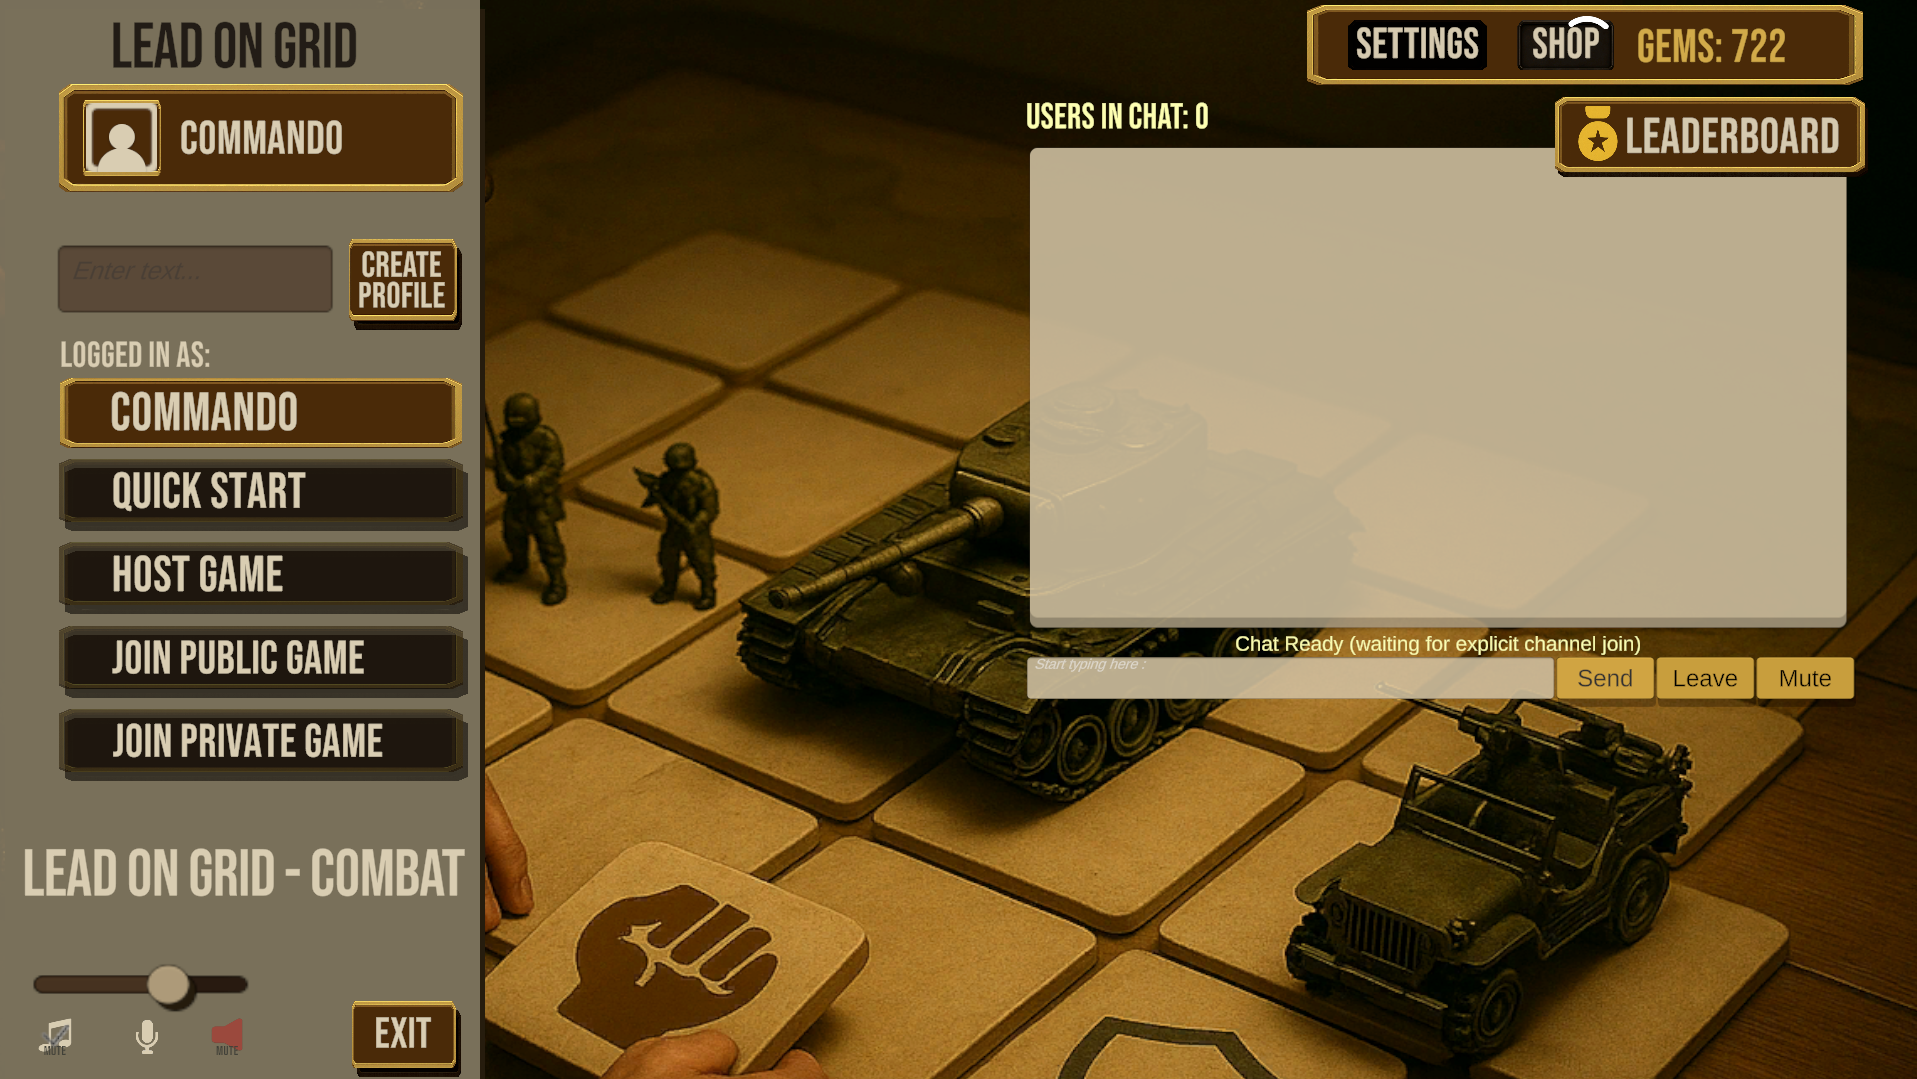 LEAD ON GRID
COMMANDO
Enter text...
CREATE
PROFILE
LOGGED IN AS:
COMMANDO
QUICK START
HOST GAME
JOIN PUBLIC GAME
JOIN PRIVATE GAME
LEAD ON GRID - COMBAT
MUTE
MUTE
EXIT
SETTINGS
SHOP
GEMS: 722
USERS IN CHAT: 0
LEADERBOARD
Chat Ready (waiting for explicit channel join)
Start typing here :
Send
Leave
Mute